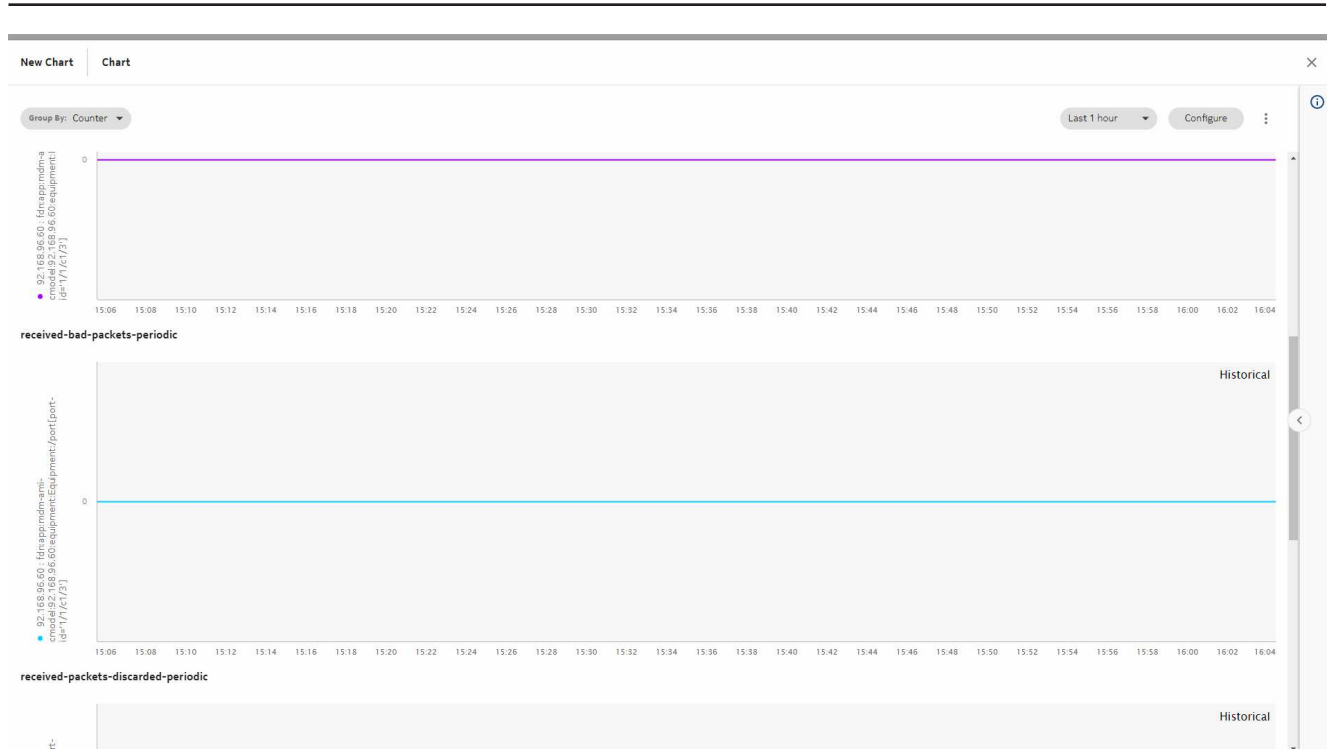 New Chart Chart
Group By: Counter
Last 1 hour
Configure
0
92.168.96.60 : fdn:app:mdm-a
cmodel:92.168.96.60:equipment:l
id='1/1/c1/3']
15:06 15:08 15:10 15:12 15:14 15:16 15:18 15:20 15:22 15:24 15:26 15:28 15:30 15:32 15:34 15:36 15:38 15:40 15:42 15:44 15:46 15:48 15:50 15:52 15:54 15:56 15:58 16:00 16:02 16:04
received-bad-packets-periodic
Historical
0
92.168.96.60 : fdn:app:mdm-ami-
cmodel:92.168.96.60:equipment:Equipment:/port[port-
id='1/1/c1/3']
15:06 15:08 15:10 15:12 15:14 15:16 15:18 15:20 15:22 15:24 15:26 15:28 15:30 15:32 15:34 15:36 15:38 15:40 15:42 15:44 15:46 15:48 15:50 15:52 15:54 15:56 15:58 16:00 16:02 16:04
received-packets-discarded-periodic
Historical